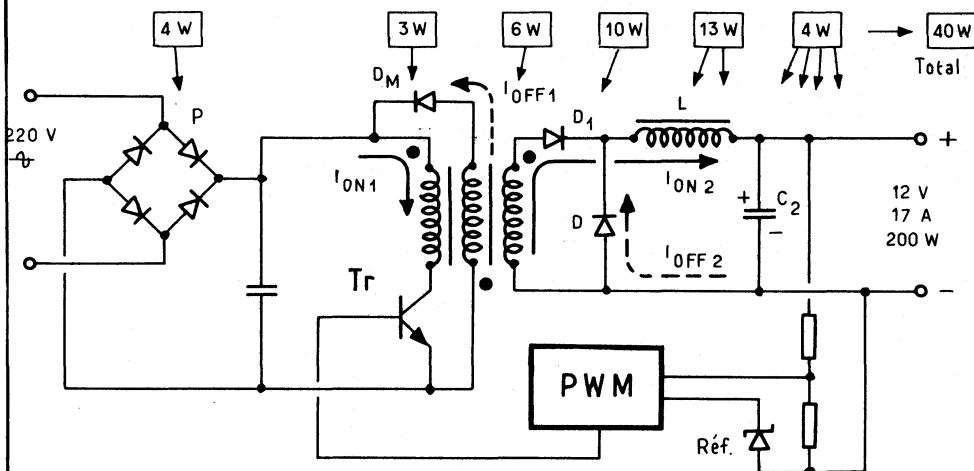 4 W
3 W
6 W
10 W
13 W
4 W
40 W
Total
D_M
I_OFF1
P
220 V
D_1
L
I_ON1
I_ON 2
+
+
C_2
−
12 V
17 A
200 W
D
I_OFF 2
Tr
−
PWM
Réf.